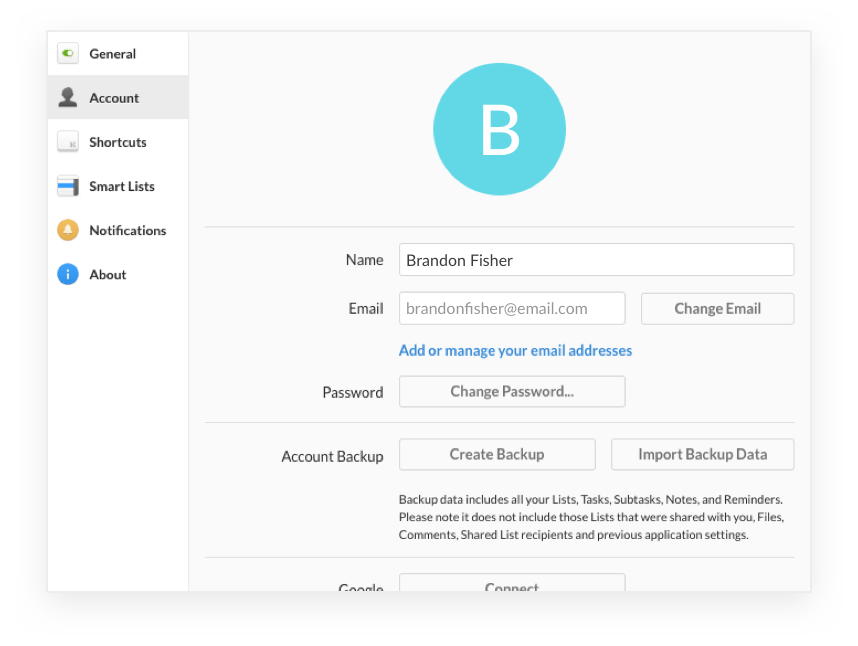 General
Account
Shortcuts
Smart Lists
Notifications
About
B
Name Brandon Fisher
Email brandonfisher@email.com Change Email
Add or manage your email addresses
Password Change Password...
Account Backup Create Backup Import Backup Data
Backup data includes all your Lists, Tasks, Subtasks, Notes, and Reminders.
Please note it does not include those Lists that were shared with you, Files,
Comments, Shared List recipients and previous application settings.
Google Connect